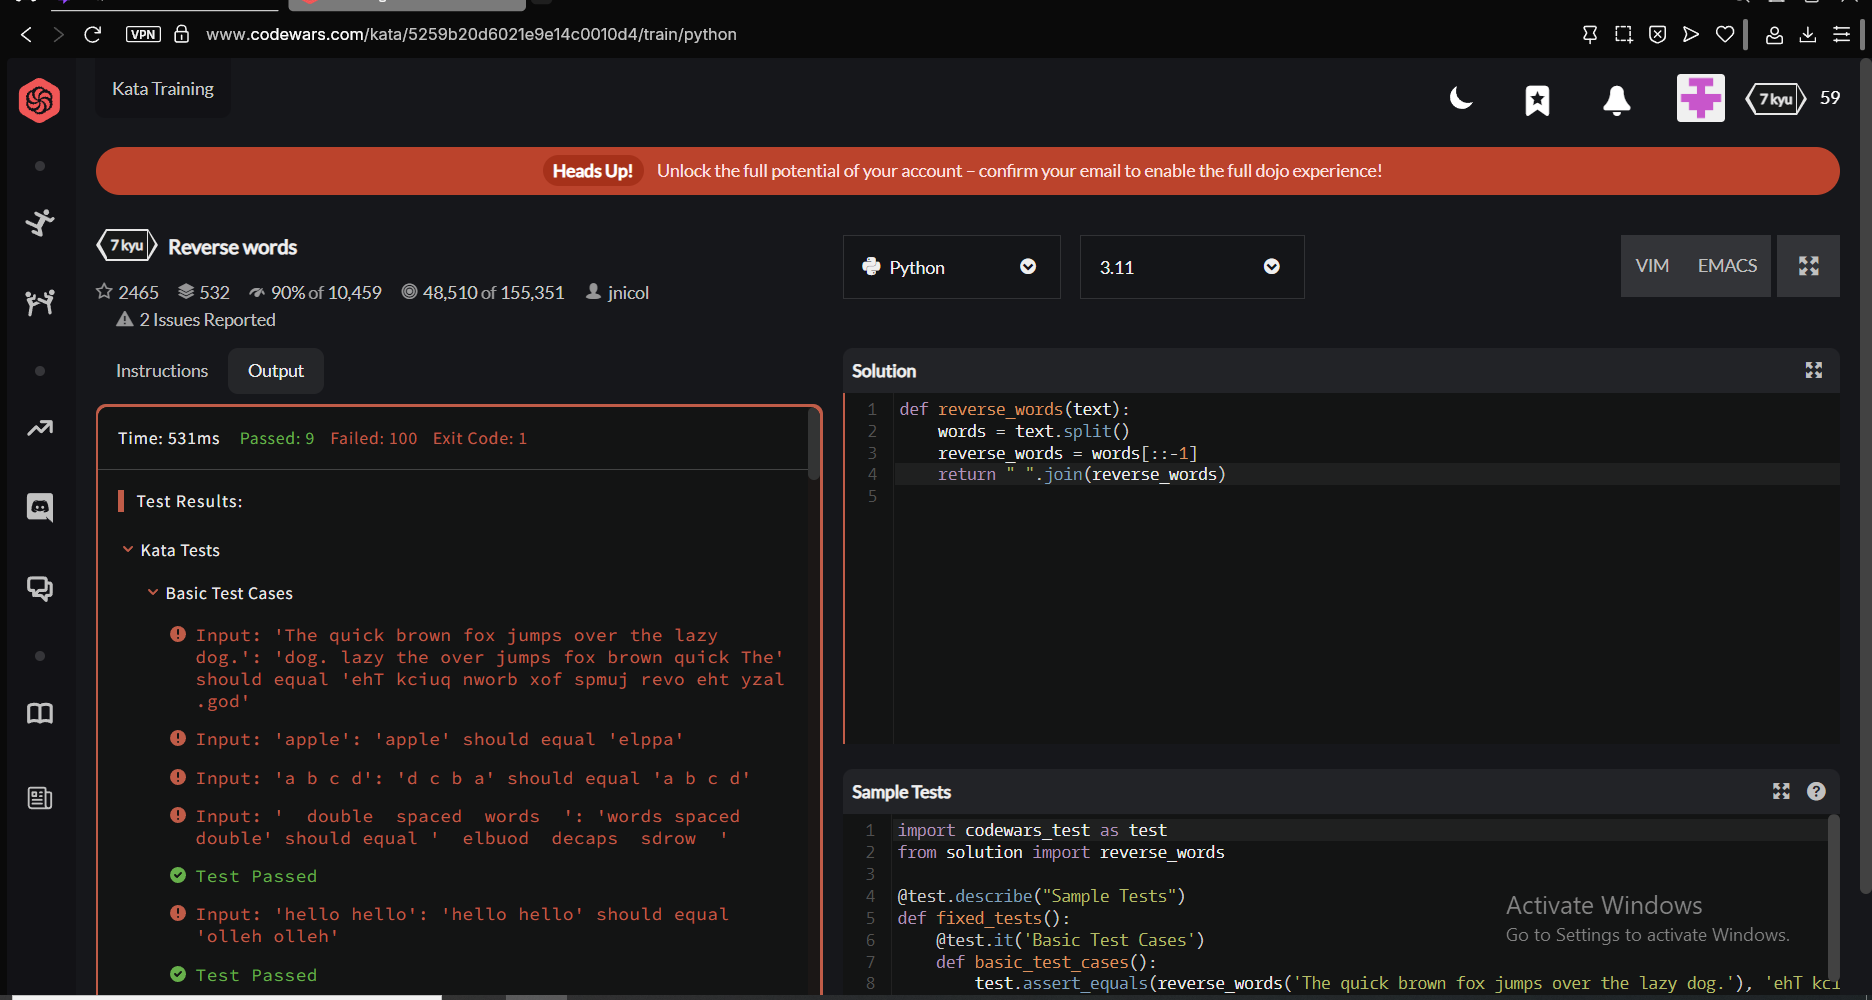 VPN www.codewars.com/kata/5259b20d6021e9e14c0010d4/train/python
Kata Training
7 kyu 59
Heads Up! Unlock the full potential of your account – confirm your email to enable the full dojo experience!
7 kyu Reverse words
2465 532 90% of 10,459 48,510 of 155,351 jnicol
2 Issues Reported
Python
3.11
VIM EMACS
Instructions Output
Time: 531ms Passed: 9 Failed: 100 Exit Code: 1
Test Results:
Kata Tests
Basic Test Cases
Input: 'The quick brown fox jumps over the lazy
dog.': 'dog. lazy the over jumps fox brown quick The'
should equal 'ehT kciuq nworb xof spmuj revo eht yzal
.god'
Input: 'apple': 'apple' should equal 'elppa'
Input: 'a b c d': 'd c b a' should equal 'a b c d'
Input: '  double  spaced  words  ': 'words spaced
double' should equal '  elbuod  decaps  sdrow  '
Test Passed
Input: 'hello hello': 'hello hello' should equal
'olleh olleh'
Test Passed
Solution
1 def reverse_words(text):
2     words = text.split()
3     reverse_words = words[::-1]
4     return " ".join(reverse_words)
5
Sample Tests
1 import codewars_test as test
2 from solution import reverse_words
3
4 @test.describe("Sample Tests")
5 def fixed_tests():
6     @test.it('Basic Test Cases')
7     def basic_test_cases():
8         test.assert_equals(reverse_words('The quick brown fox jumps over the lazy dog.'), 'ehT kci
Activate Windows
Go to Settings to activate Windows.